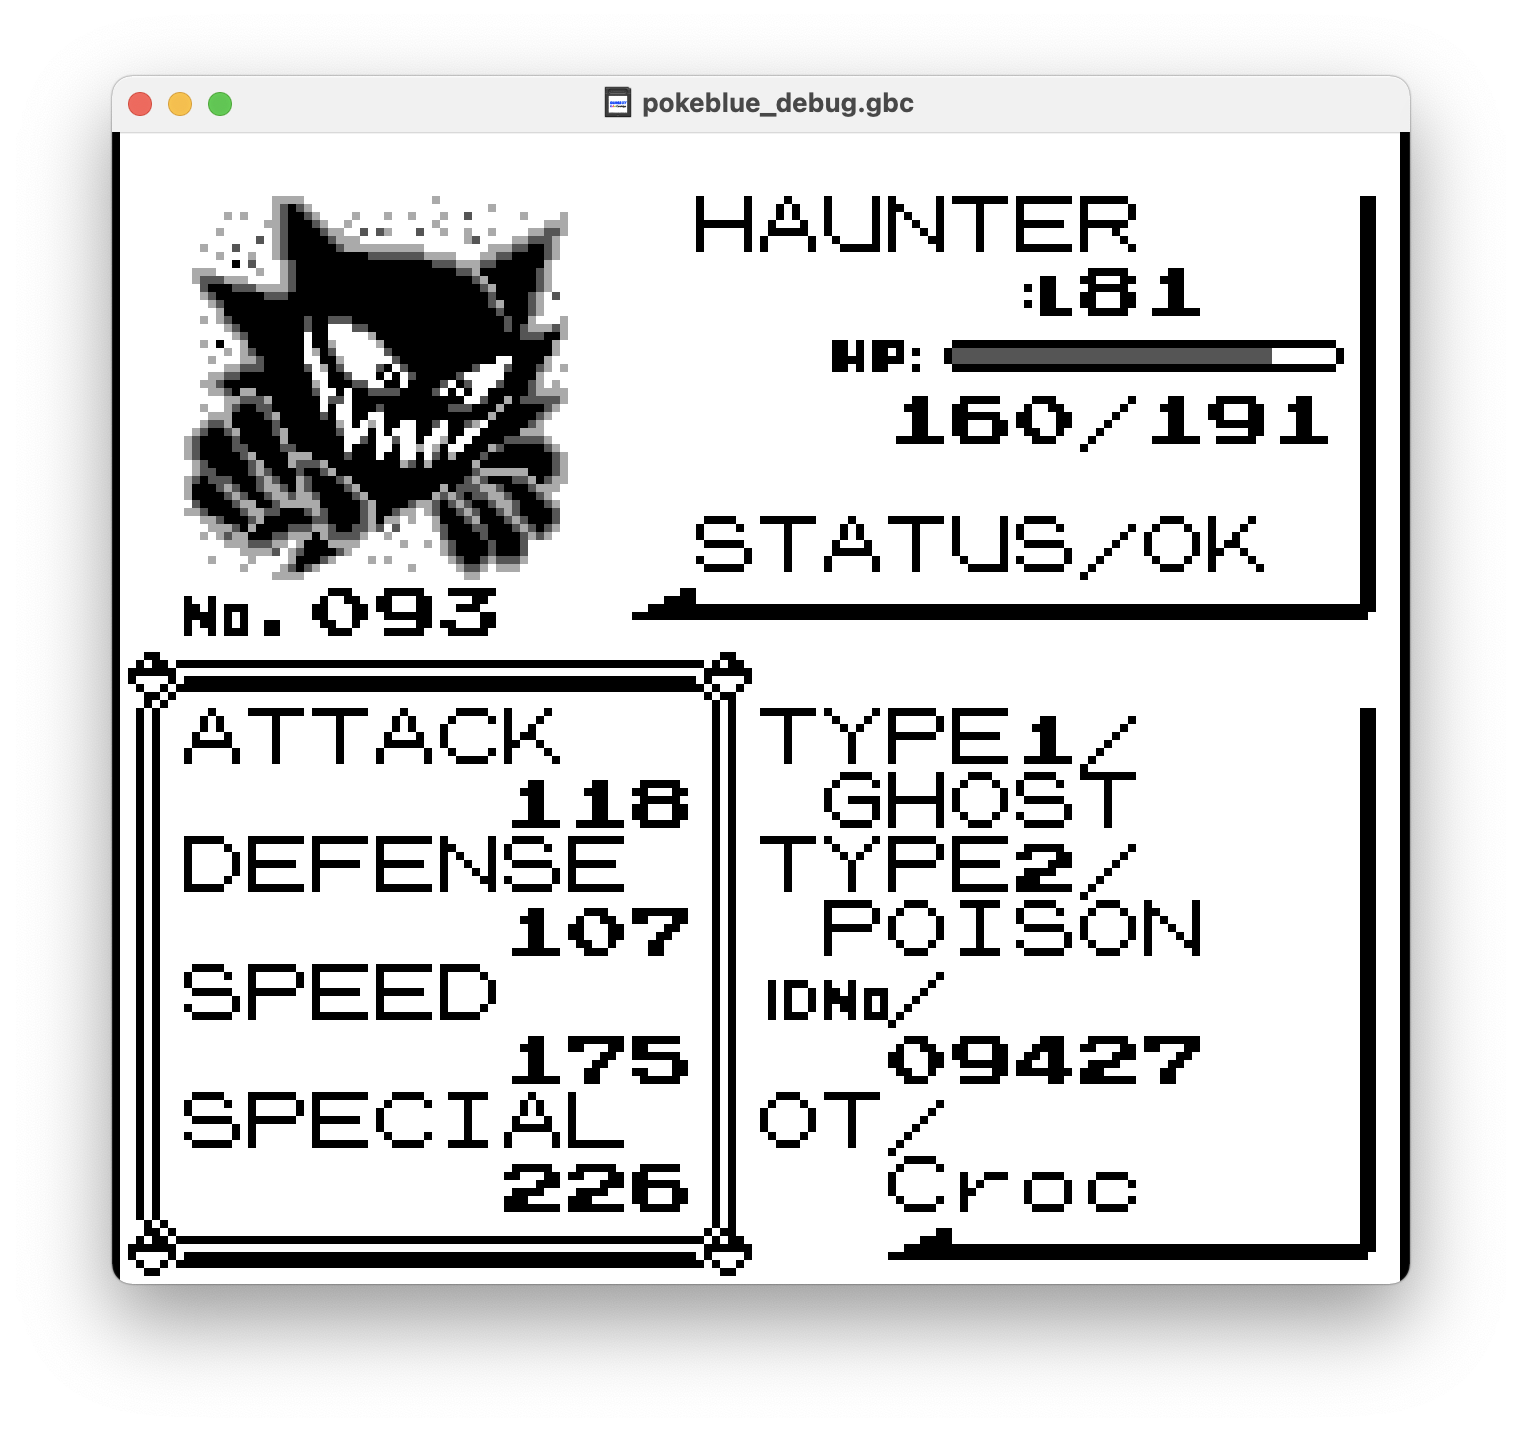 pokeblue_debug.gbc
HAUNTER
:L81
HP:
160/191
STATUS/OK
No.093
ATTACK
118
DEFENSE
107
SPEED
175
SPECIAL
226
TYPE1/
GHOST
TYPE2/
POISON
IDNo/
09427
OT/
Croc